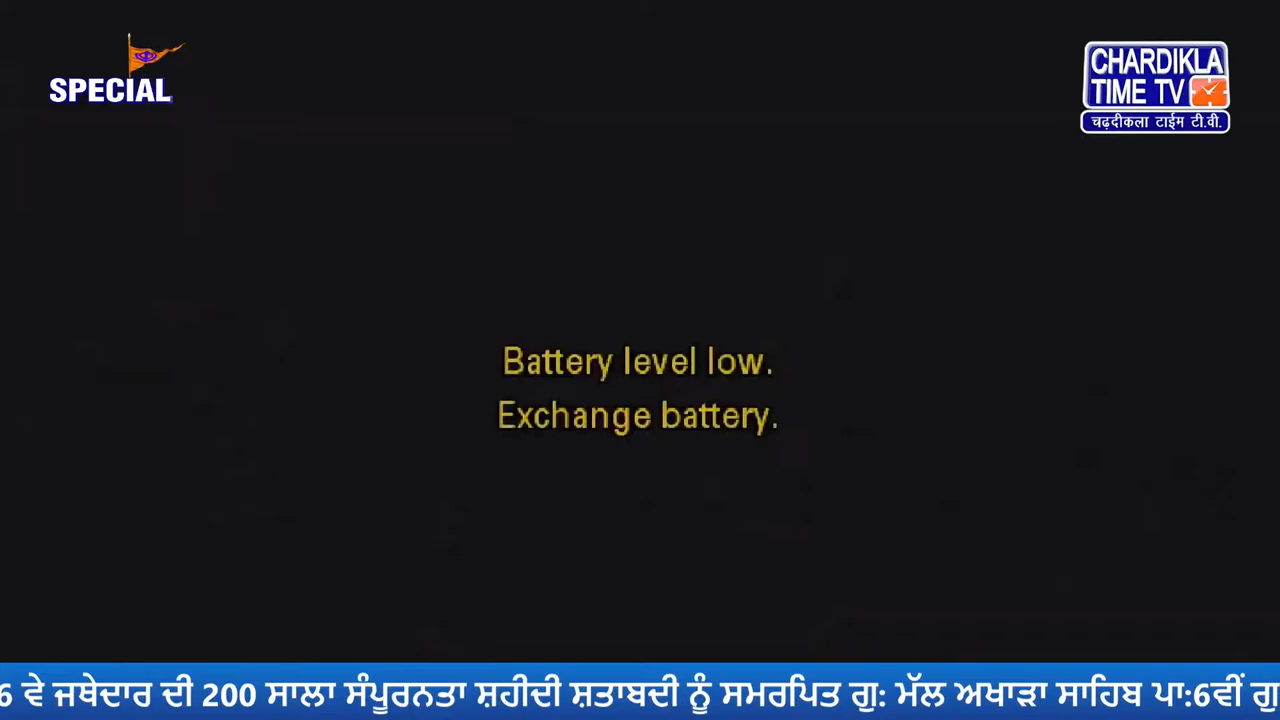 SPECIAL
CHARDIKLA
TIME TV
चढ़दीकला टाईम टी.वी.
Battery level low.
Exchange battery.
6 ਵੇ ਜਥੇਦਾਰ ਦੀ 200 ਸਾਲਾ ਸੰਪੂਰਨਤਾ ਸ਼ਹੀਦੀ ਸ਼ਤਾਬਦੀ ਨੂੰ ਸਮਰਪਿਤ ਗੁ: ਮੱਲ ਅਖਾੜਾ ਸਾਹਿਬ ਪਾ:6ਵੀਂ ਗੁ